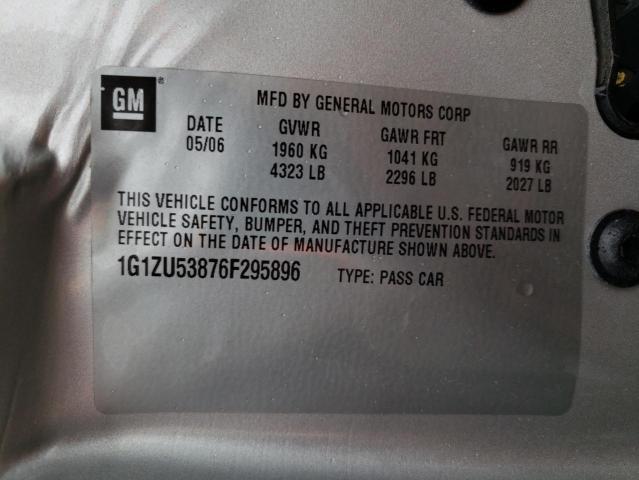 GM®
MFD BY GENERAL MOTORS CORP
DATE GVWR GAWR FRT GAWR RR
05/06 1960 KG 1041 KG 919 KG
4323 LB 2296 LB 2027 LB
THIS VEHICLE CONFORMS TO ALL APPLICABLE U.S. FEDERAL MOTOR
VEHICLE SAFETY, BUMPER, AND THEFT PREVENTION STANDARDS IN
EFFECT ON THE DATE OF MANUFACTURE SHOWN ABOVE.
1G1ZU53876F295896 TYPE: PASS CAR